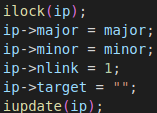 ilock(ip);
ip->major = major;
ip->minor = minor;
ip->nlink = 1;
ip->target = "";
iupdate(ip);